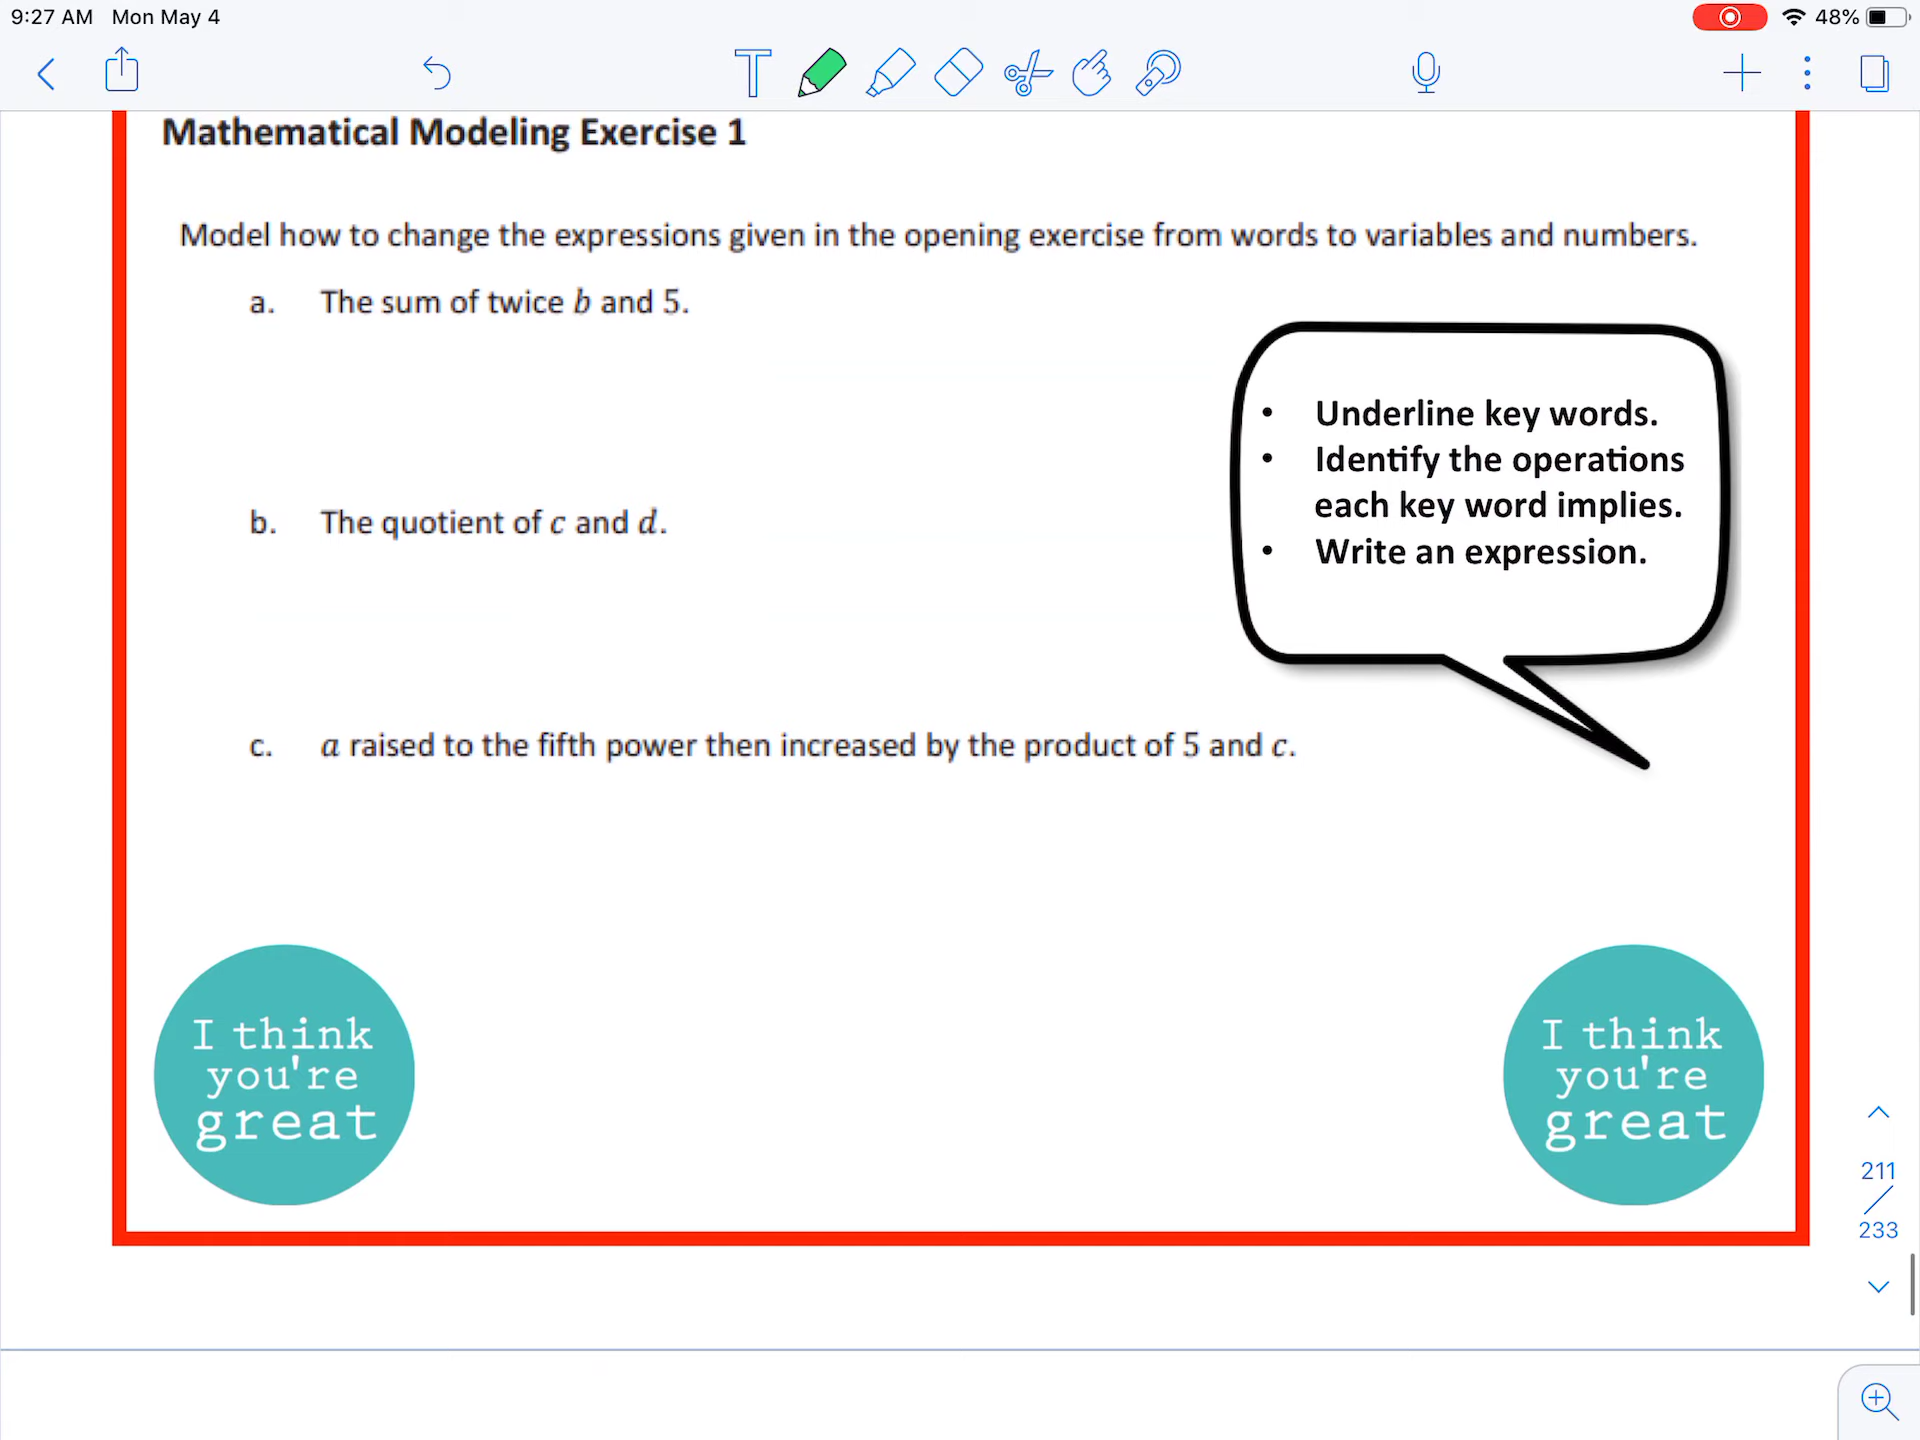 9:27 AM Mon May 4
48%
T
Mathematical Modeling Exercise 1
Model how to change the expressions given in the opening exercise from words to variables and numbers.
a. The sum of twice b and 5.
• Underline key words.
• Identify the operations
each key word implies.
• Write an expression.
b. The quotient of c and d.
c. a raised to the fifth power then increased by the product of 5 and c.
I think
you're
great
I think
you're
great
211
/
233